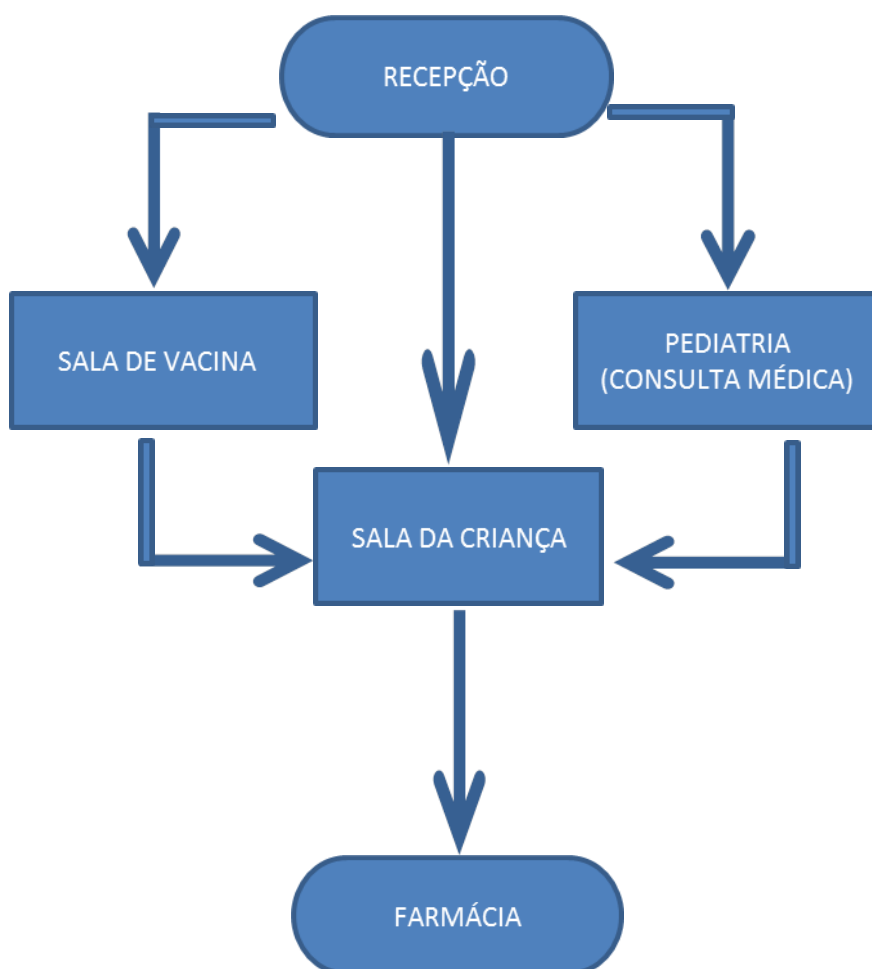 RECEPÇÃO
SALA DE VACINA
PEDIATRIA
(CONSULTA MÉDICA)
SALA DA CRIANÇA
FARMÁCIA